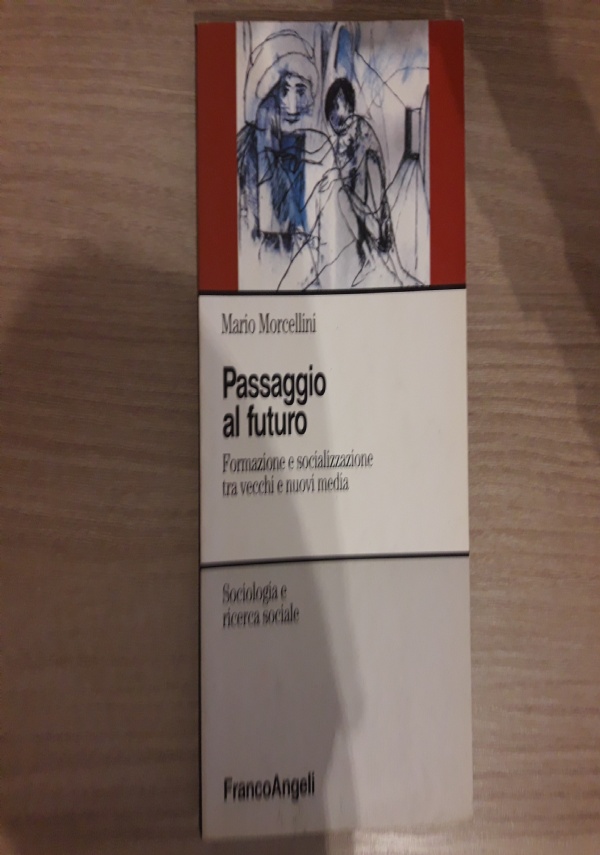 Mario Morcellini
Passaggio
al futuro
Formazione e socializzazione
tra vecchi e nuovi media
Sociologia e
ricerca sociale
FrancoAngeli